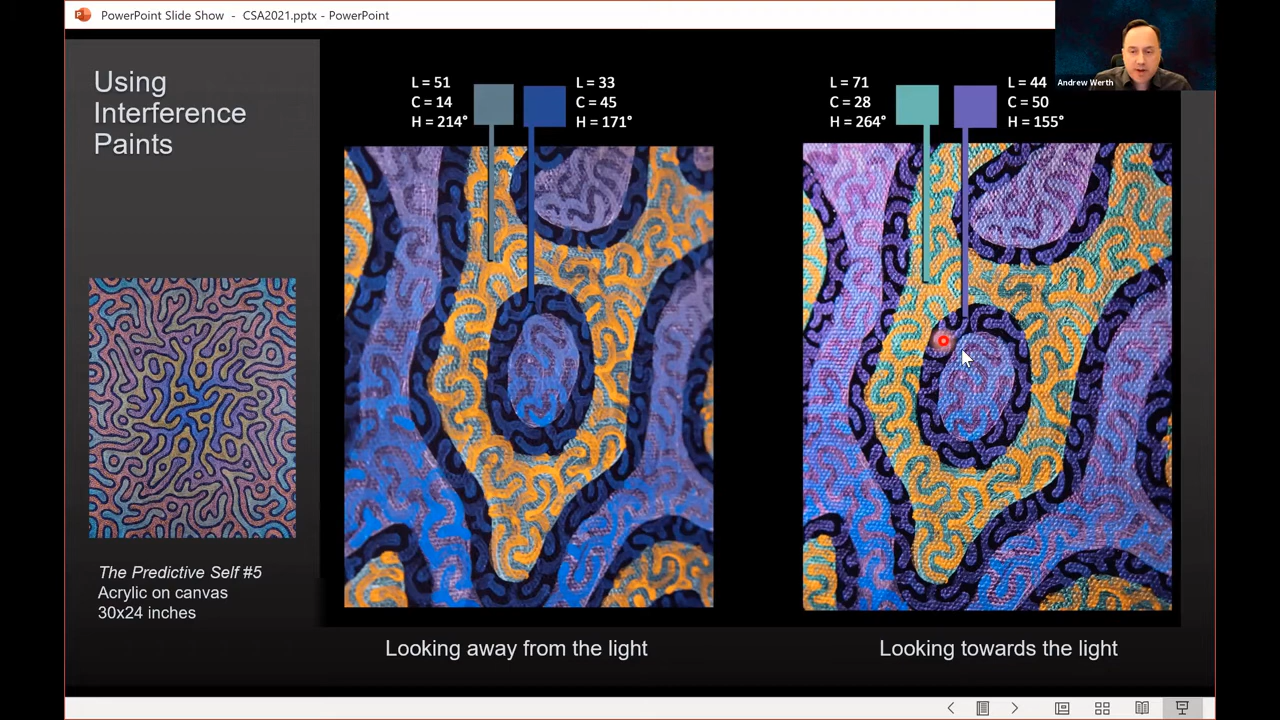 PowerPoint Slide Show - CSA2021.pptx - PowerPoint
Andrew Werth
Using
Interference
Paints
L = 51
C = 14
H = 214°
L = 33
C = 45
H = 171°
L = 71
C = 28
H = 264°
L = 44
C = 50
H = 155°
The Predictive Self #5
Acrylic on canvas
30x24 inches
Looking away from the light
Looking towards the light